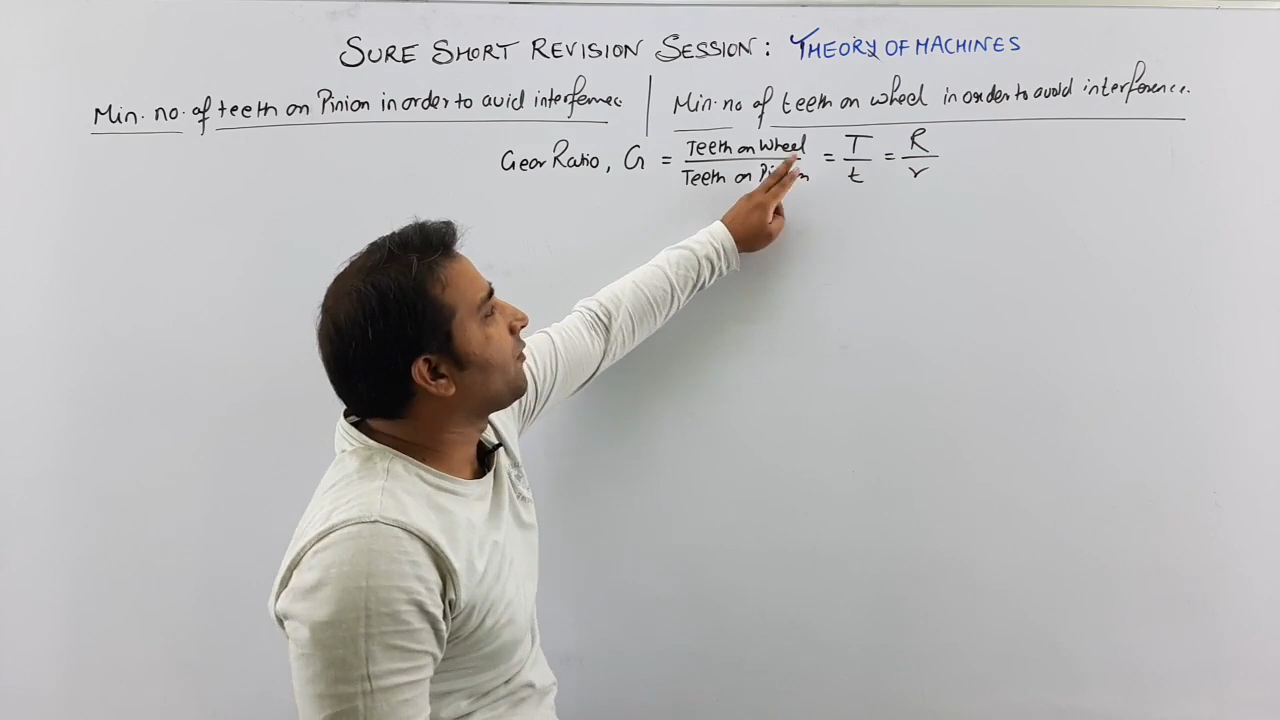 SURE SHORT REVISION SESSION: THEORY OF MACHINES
Min. no. of teeth on Pinion in order to avoid
Min. no of teeth on wheel in order to avoid interference.
Gear Ratio, G = Teeth on Wheel / Teeth on = T / t = R / r